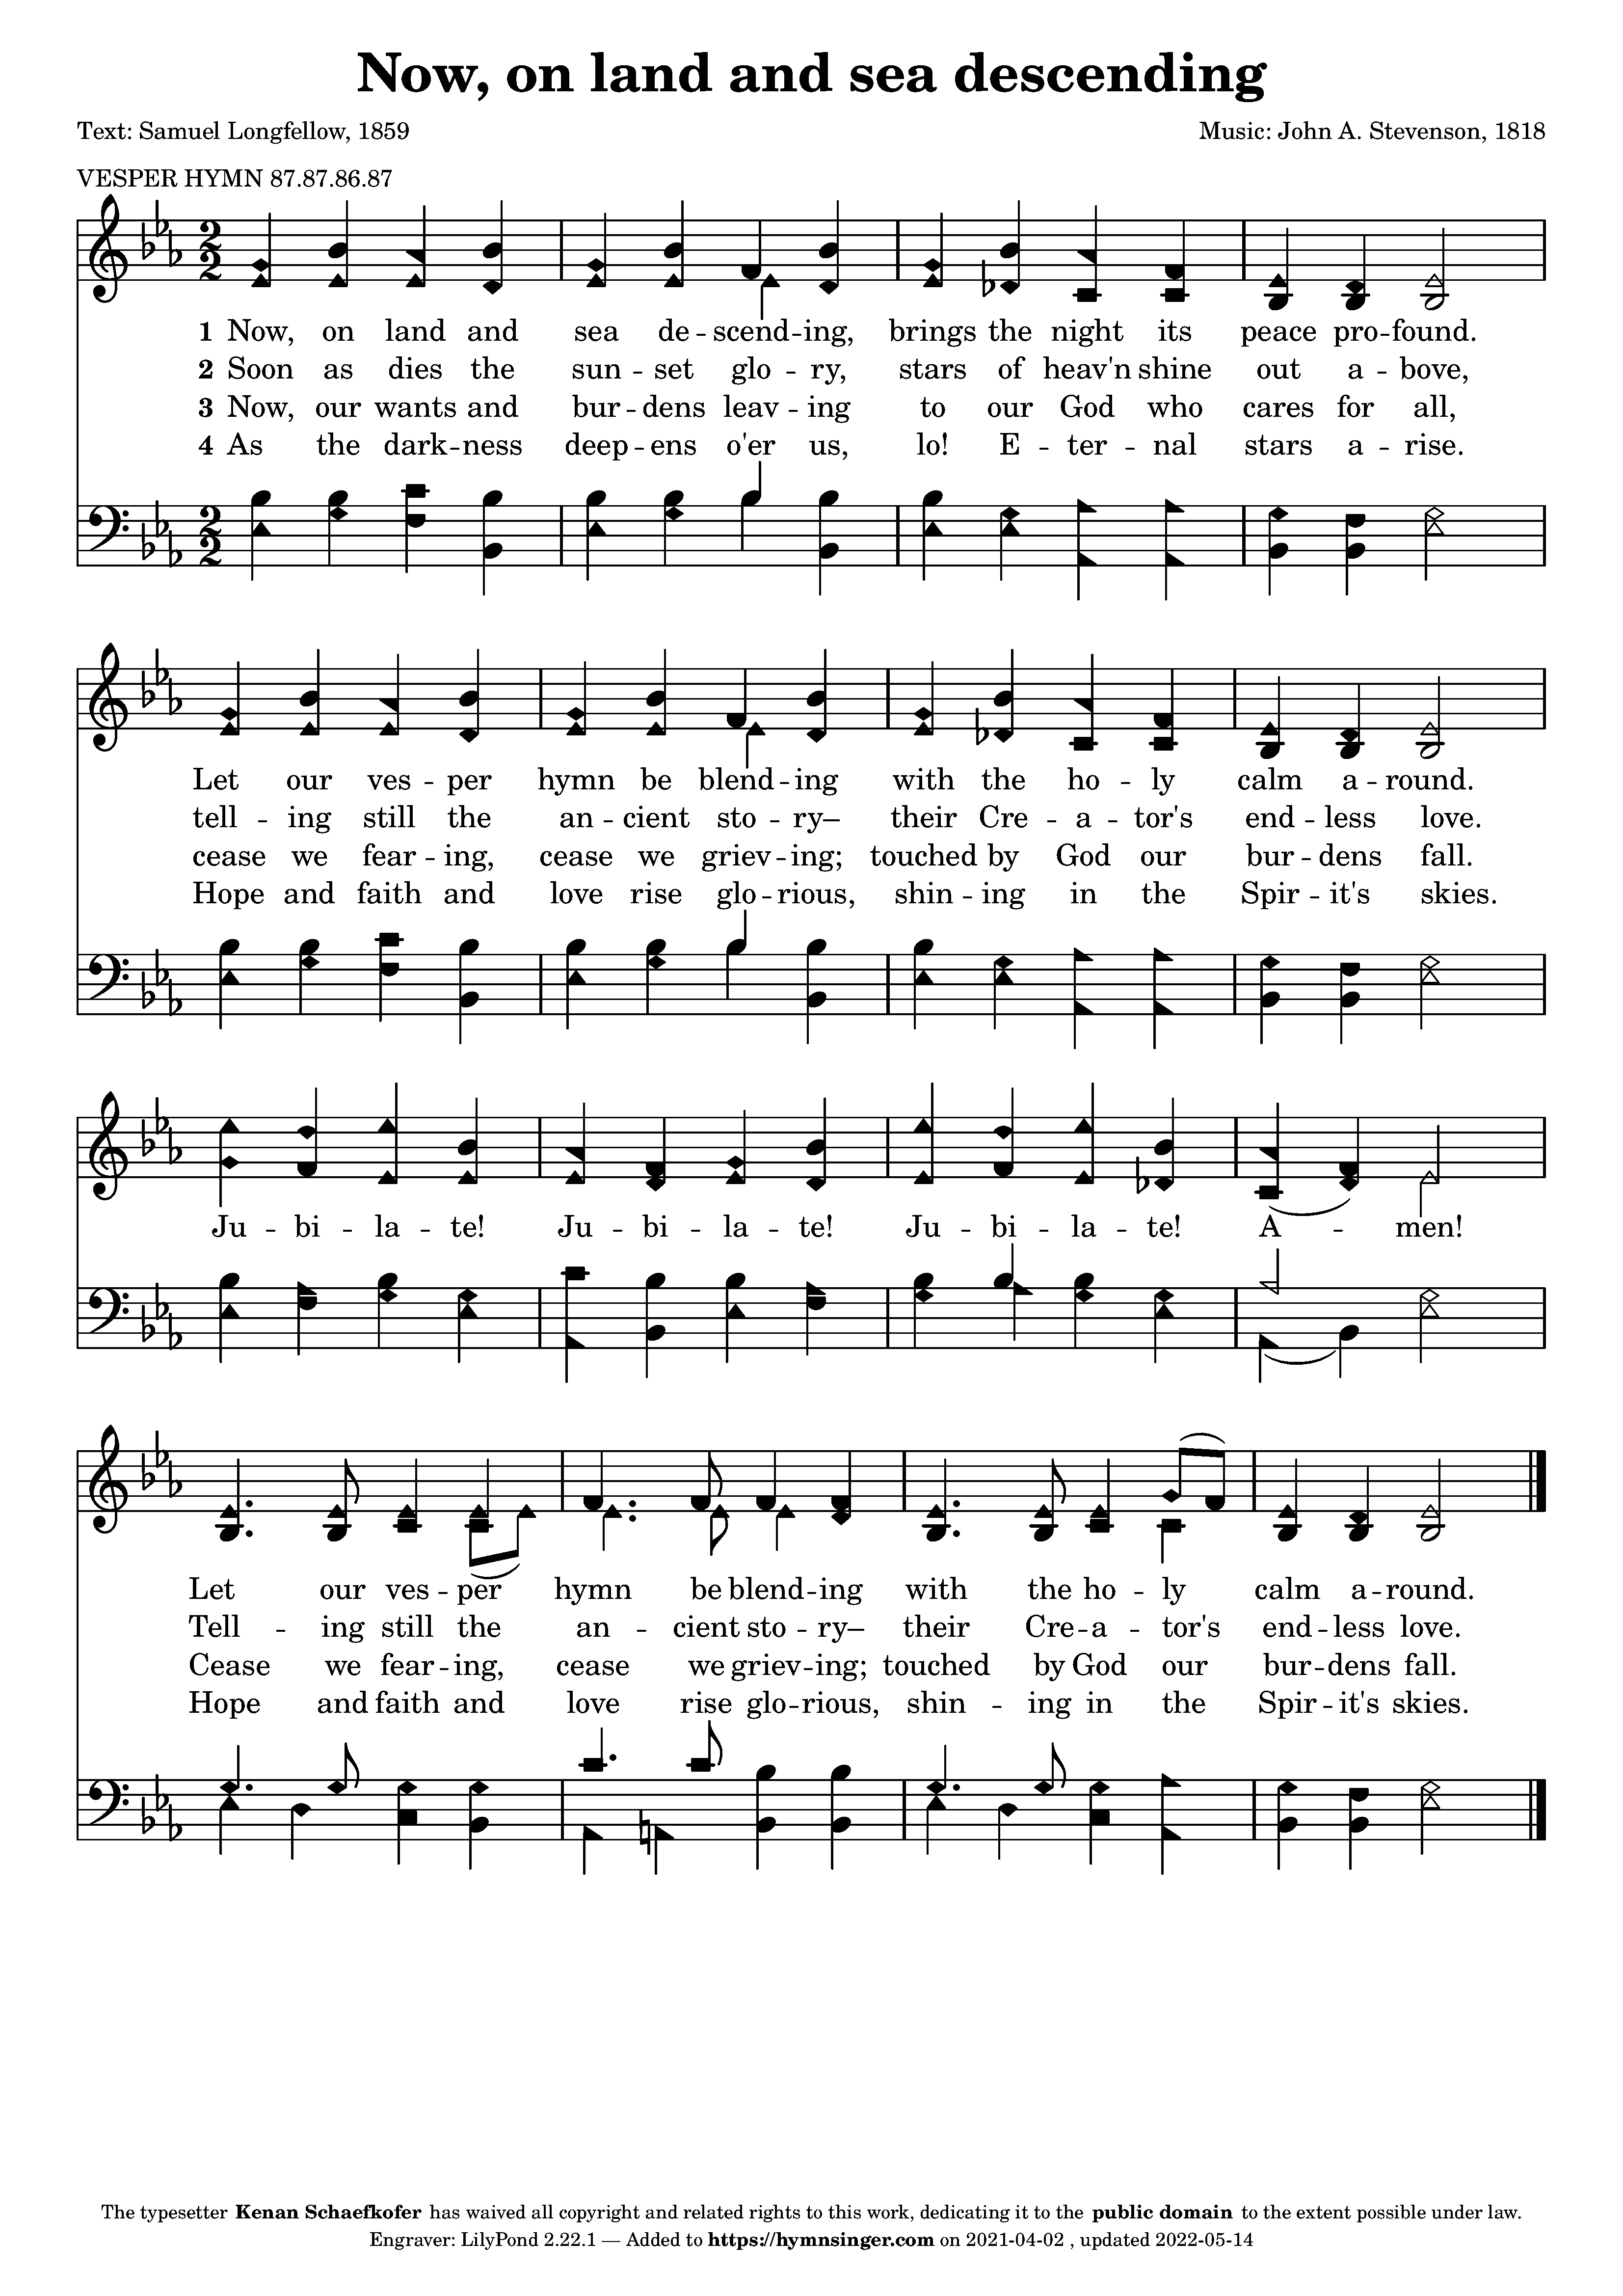 Now, on land and sea descending
Text: Samuel Longfellow, 1859
Music: John A. Stevenson, 1818
VESPER HYMN 87.87.86.87
1 Now, on land and sea de -- scend -- ing, brings the night its peace pro -- found.
2 Soon as dies the sun -- set glo -- ry, stars of heav'n shine out a -- bove,
3 Now, our wants and bur -- dens leav -- ing to our God who cares for all,
4 As the dark -- ness deep -- ens o'er us, lo! E -- ter -- nal stars a -- rise.
Let our ves -- per hymn be blend -- ing with the ho -- ly calm a -- round.
tell -- ing still the an -- cient sto -- ry– their Cre -- a -- tor's end -- less love.
cease we fear -- ing, cease we griev -- ing; touched by God our bur -- dens fall.
Hope and faith and love rise glo -- rious, shin -- ing in the Spir -- it's skies.
Ju -- bi -- la -- te! Ju -- bi -- la -- te! Ju -- bi -- la -- te! A -- men!
Let our ves -- per hymn be blend -- ing with the ho -- ly calm a -- round.
Tell -- ing still the an -- cient sto -- ry– their Cre -- a -- tor's end -- less love.
Cease we fear -- ing, cease we griev -- ing; touched by God our bur -- dens fall.
Hope and faith and love rise glo -- rious, shin -- ing in the Spir -- it's skies.
The typesetter Kenan Schaefkofer has waived all copyright and related rights to this work, dedicating it to the public domain to the extent possible under law.
Engraver: LilyPond 2.22.1 — Added to https://hymnsinger.com on 2021-04-02 , updated 2022-05-14